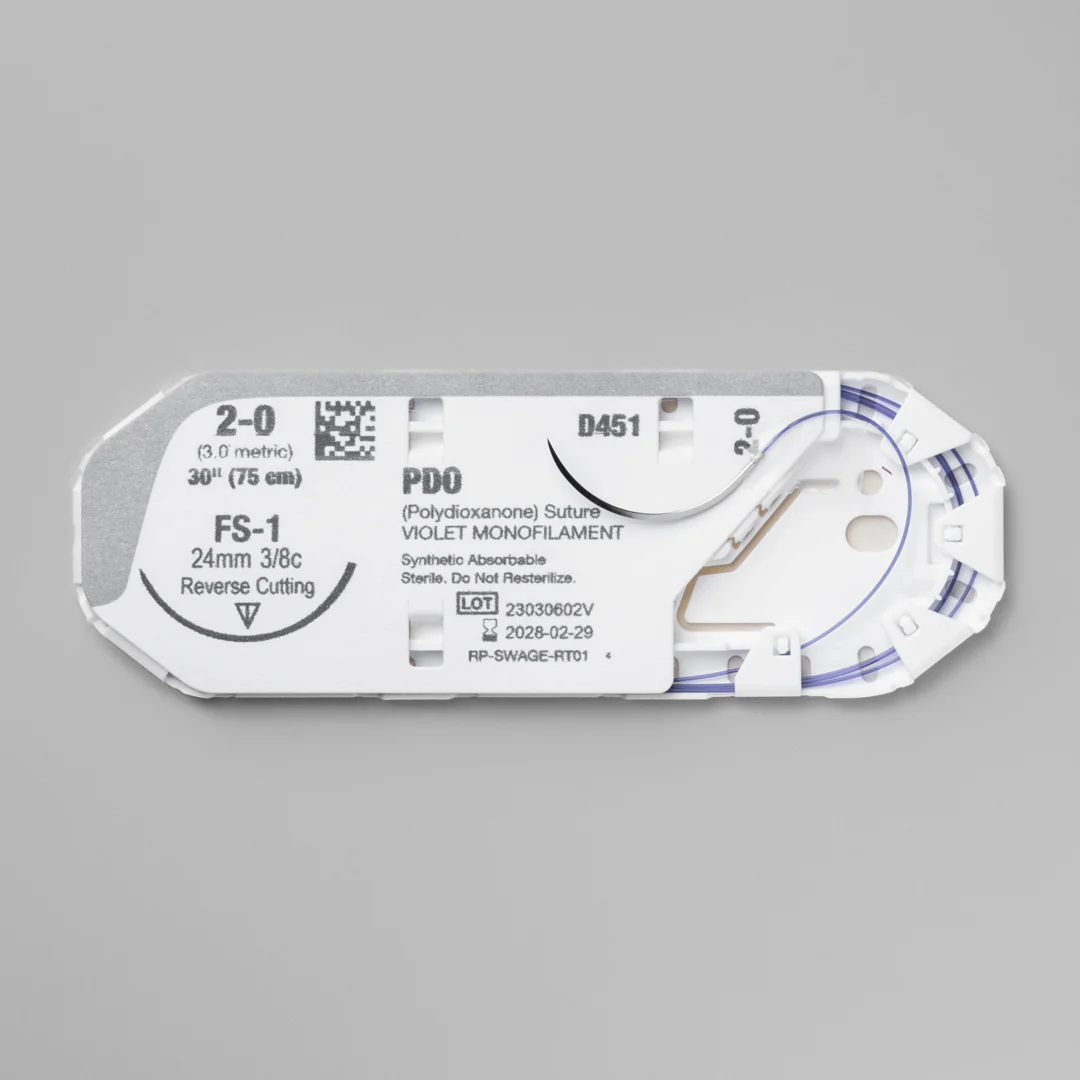 2-0
(3.0 metric)
30" (75 cm)
FS-1
24mm 3/8c
Reverse Cutting
D451
2-0
PDO
(Polydioxanone) Suture
VIOLET MONOFILAMENT
Synthetic Absorbable
Sterile. Do Not Resterilize.
LOT 23030602V
2028-02-29
RP-SWAGE-RT01 4